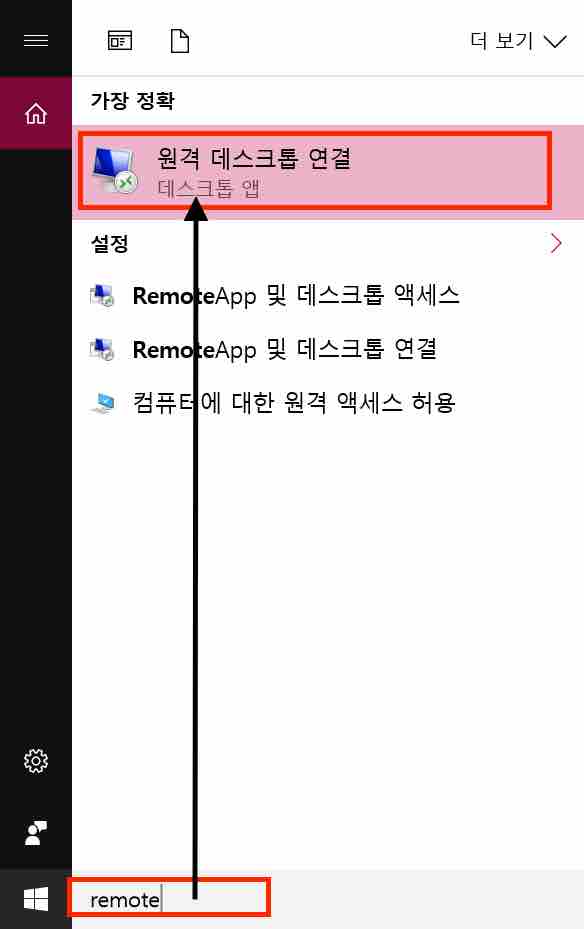 더 보기
가장 정확
원격 데스크톱 연결
데스크톱 앱
설정
RemoteApp 및 데스크톱 액세스
RemoteApp 및 데스크톱 연결
컴퓨터에 대한 원격 액세스 허용
remote